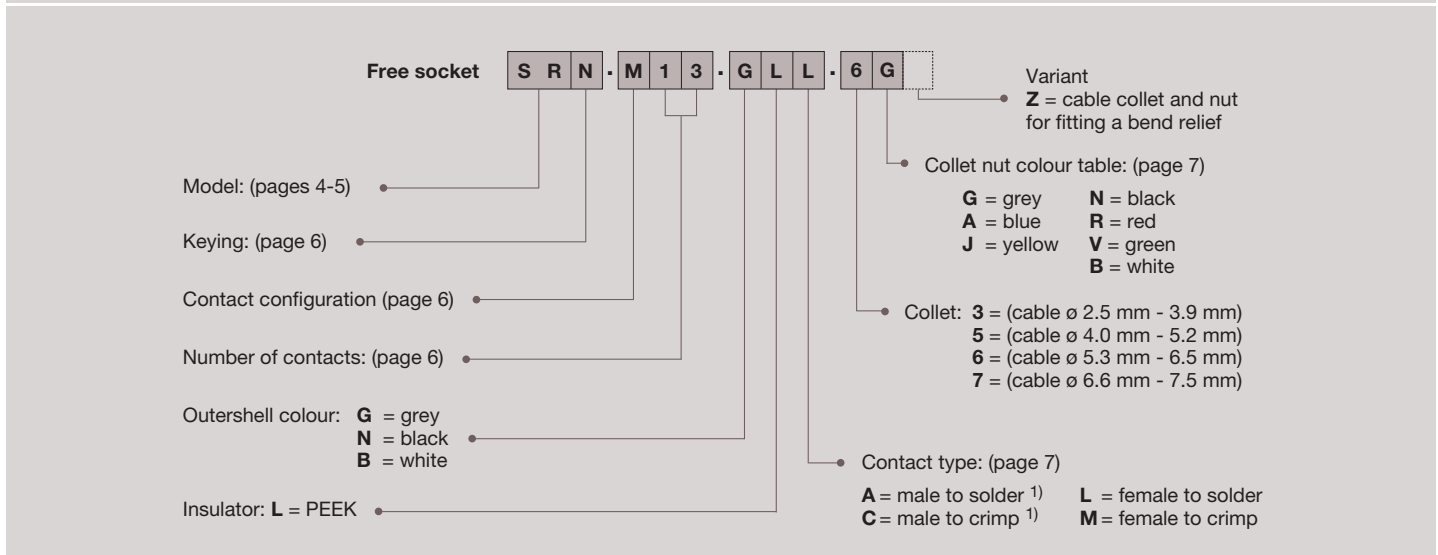 Free socket S R N . M 1 3 . G L L . 6 G
Variant
Z = cable collet and nut
for fitting a bend relief
Collet nut colour table: (page 7)
G = grey N = black
A = blue R = red
J = yellow V = green
B = white
Model: (pages 4-5)
Keying: (page 6)
Contact configuration (page 6)
Collet: 3 = (cable ø 2.5 mm - 3.9 mm)
5 = (cable ø 4.0 mm - 5.2 mm)
6 = (cable ø 5.3 mm - 6.5 mm)
7 = (cable ø 6.6 mm - 7.5 mm)
Number of contacts: (page 6)
Outershell colour: G = grey
N = black
B = white
Contact type: (page 7)
A = male to solder 1) L = female to solder
C = male to crimp 1) M = female to crimp
Insulator: L = PEEK